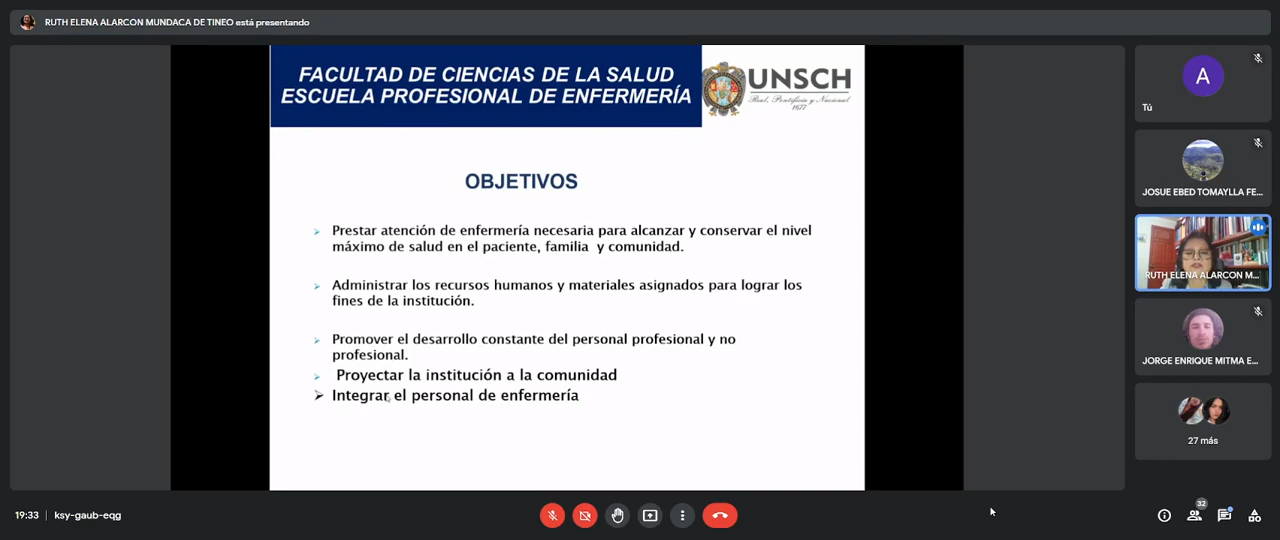 RUTH ELENA ALARCON MUNDACA DE TINEO está presentando
FACULTAD DE CIENCIAS DE LA SALUD
ESCUELA PROFESIONAL DE ENFERMERÍA
UNSCH
Real, Pontificia y Nacional
1677
OBJETIVOS
➢ Prestar atención de enfermería necesaria para alcanzar y conservar el nivel
máximo de salud en el paciente, familia y comunidad.
➢ Administrar los recursos humanos y materiales asignados para lograr los
fines de la institución.
➢ Promover el desarrollo constante del personal profesional y no
profesional.
➢ Proyectar la institución a la comunidad
➢ Integrar el personal de enfermería
A
Tú
JOSUE EBED TOMAYLLA FE...
RUTH ELENA ALARCON M...
JORGE ENRIQUE MITMA E...
27 más
19:33 | ksy-gaub-eqg
32